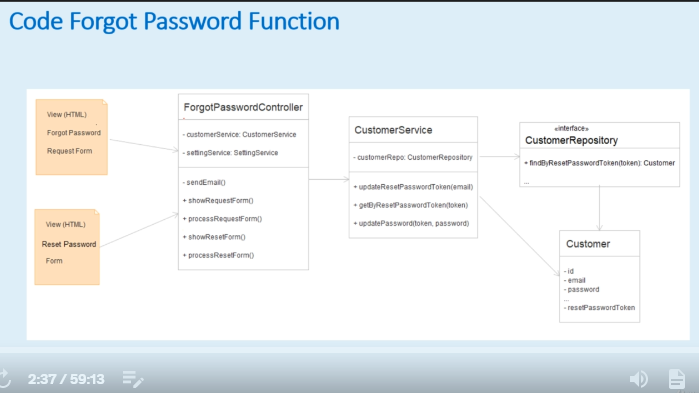 Code Forgot Password Function
View (HTML)
Forgot Password
Request Form
View (HTML)
Reset Password
Form
ForgotPasswordController
- customerService: CustomerService
- settingService: SettingService
- sendEmail()
+ showRequestForm()
+ processRequestForm()
+ showResetForm()
+ processResetForm()
CustomerService
- customerRepo: CustomerRepository
+ updateResetPasswordToken(email)
+ getByResetPasswordToken(token)
+ updatePassword(token, password)
«interface»
CustomerRepository
+ findByResetPasswordToken(token): Customer
...
Customer
- id
- email
- password
...
- resetPasswordToken
2:37 / 59:13